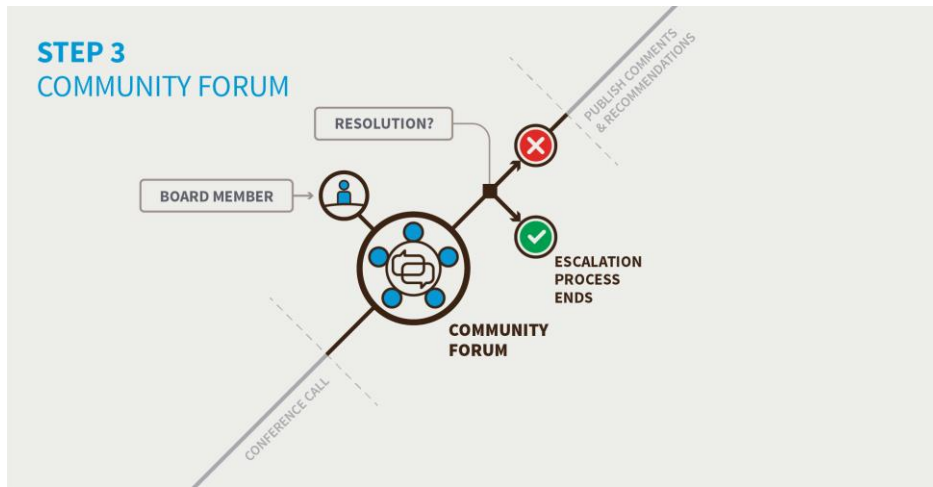 STEP 3
COMMUNITY FORUM
PUBLISH COMMENTS
& RECOMMENDATIONS
RESOLUTION?
BOARD MEMBER
ESCALATION
PROCESS
ENDS
COMMUNITY
FORUM
CONFERENCE CALL